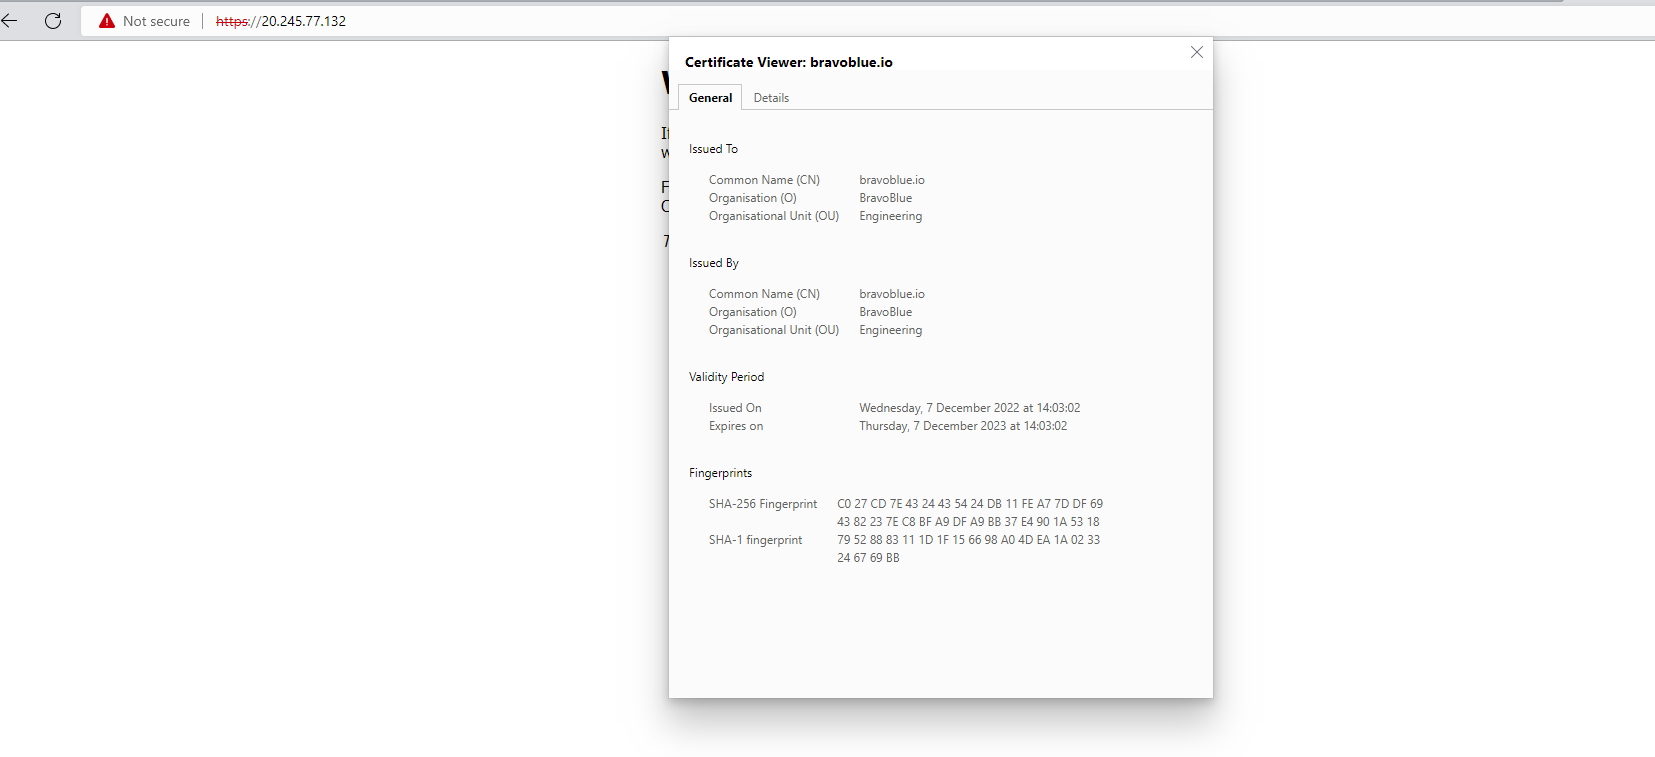 Not secure | https://20.245.77.132
Certificate Viewer: bravoblue.io
General Details
Issued To
Common Name (CN) bravoblue.io
Organisation (O) BravoBlue
Organisational Unit (OU) Engineering
Issued By
Common Name (CN) bravoblue.io
Organisation (O) BravoBlue
Organisational Unit (OU) Engineering
Validity Period
Issued On Wednesday, 7 December 2022 at 14:03:02
Expires on Thursday, 7 December 2023 at 14:03:02
Fingerprints
SHA-256 Fingerprint C0 27 CD 7E 43 24 43 54 24 DB 11 FE A7 7D DF 69
43 82 23 7E C8 BF A9 DF A9 BB 37 E4 90 1A 53 18
SHA-1 fingerprint 79 52 88 83 11 1D 1F 15 66 98 A0 4D EA 1A 02 33
24 67 69 BB